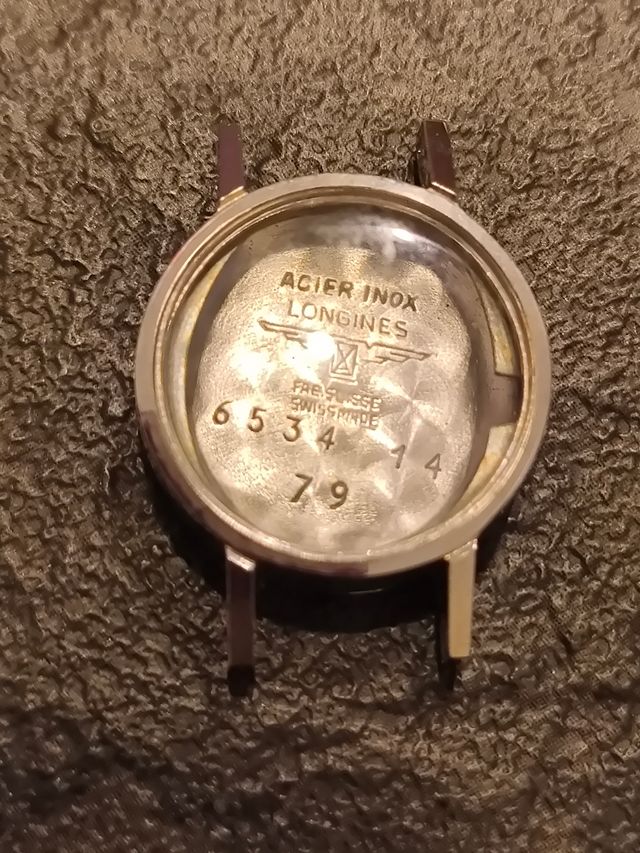 ACIER INOX
LONGINES
FAB. SUISSE
SWISS MADE
6534 14
79